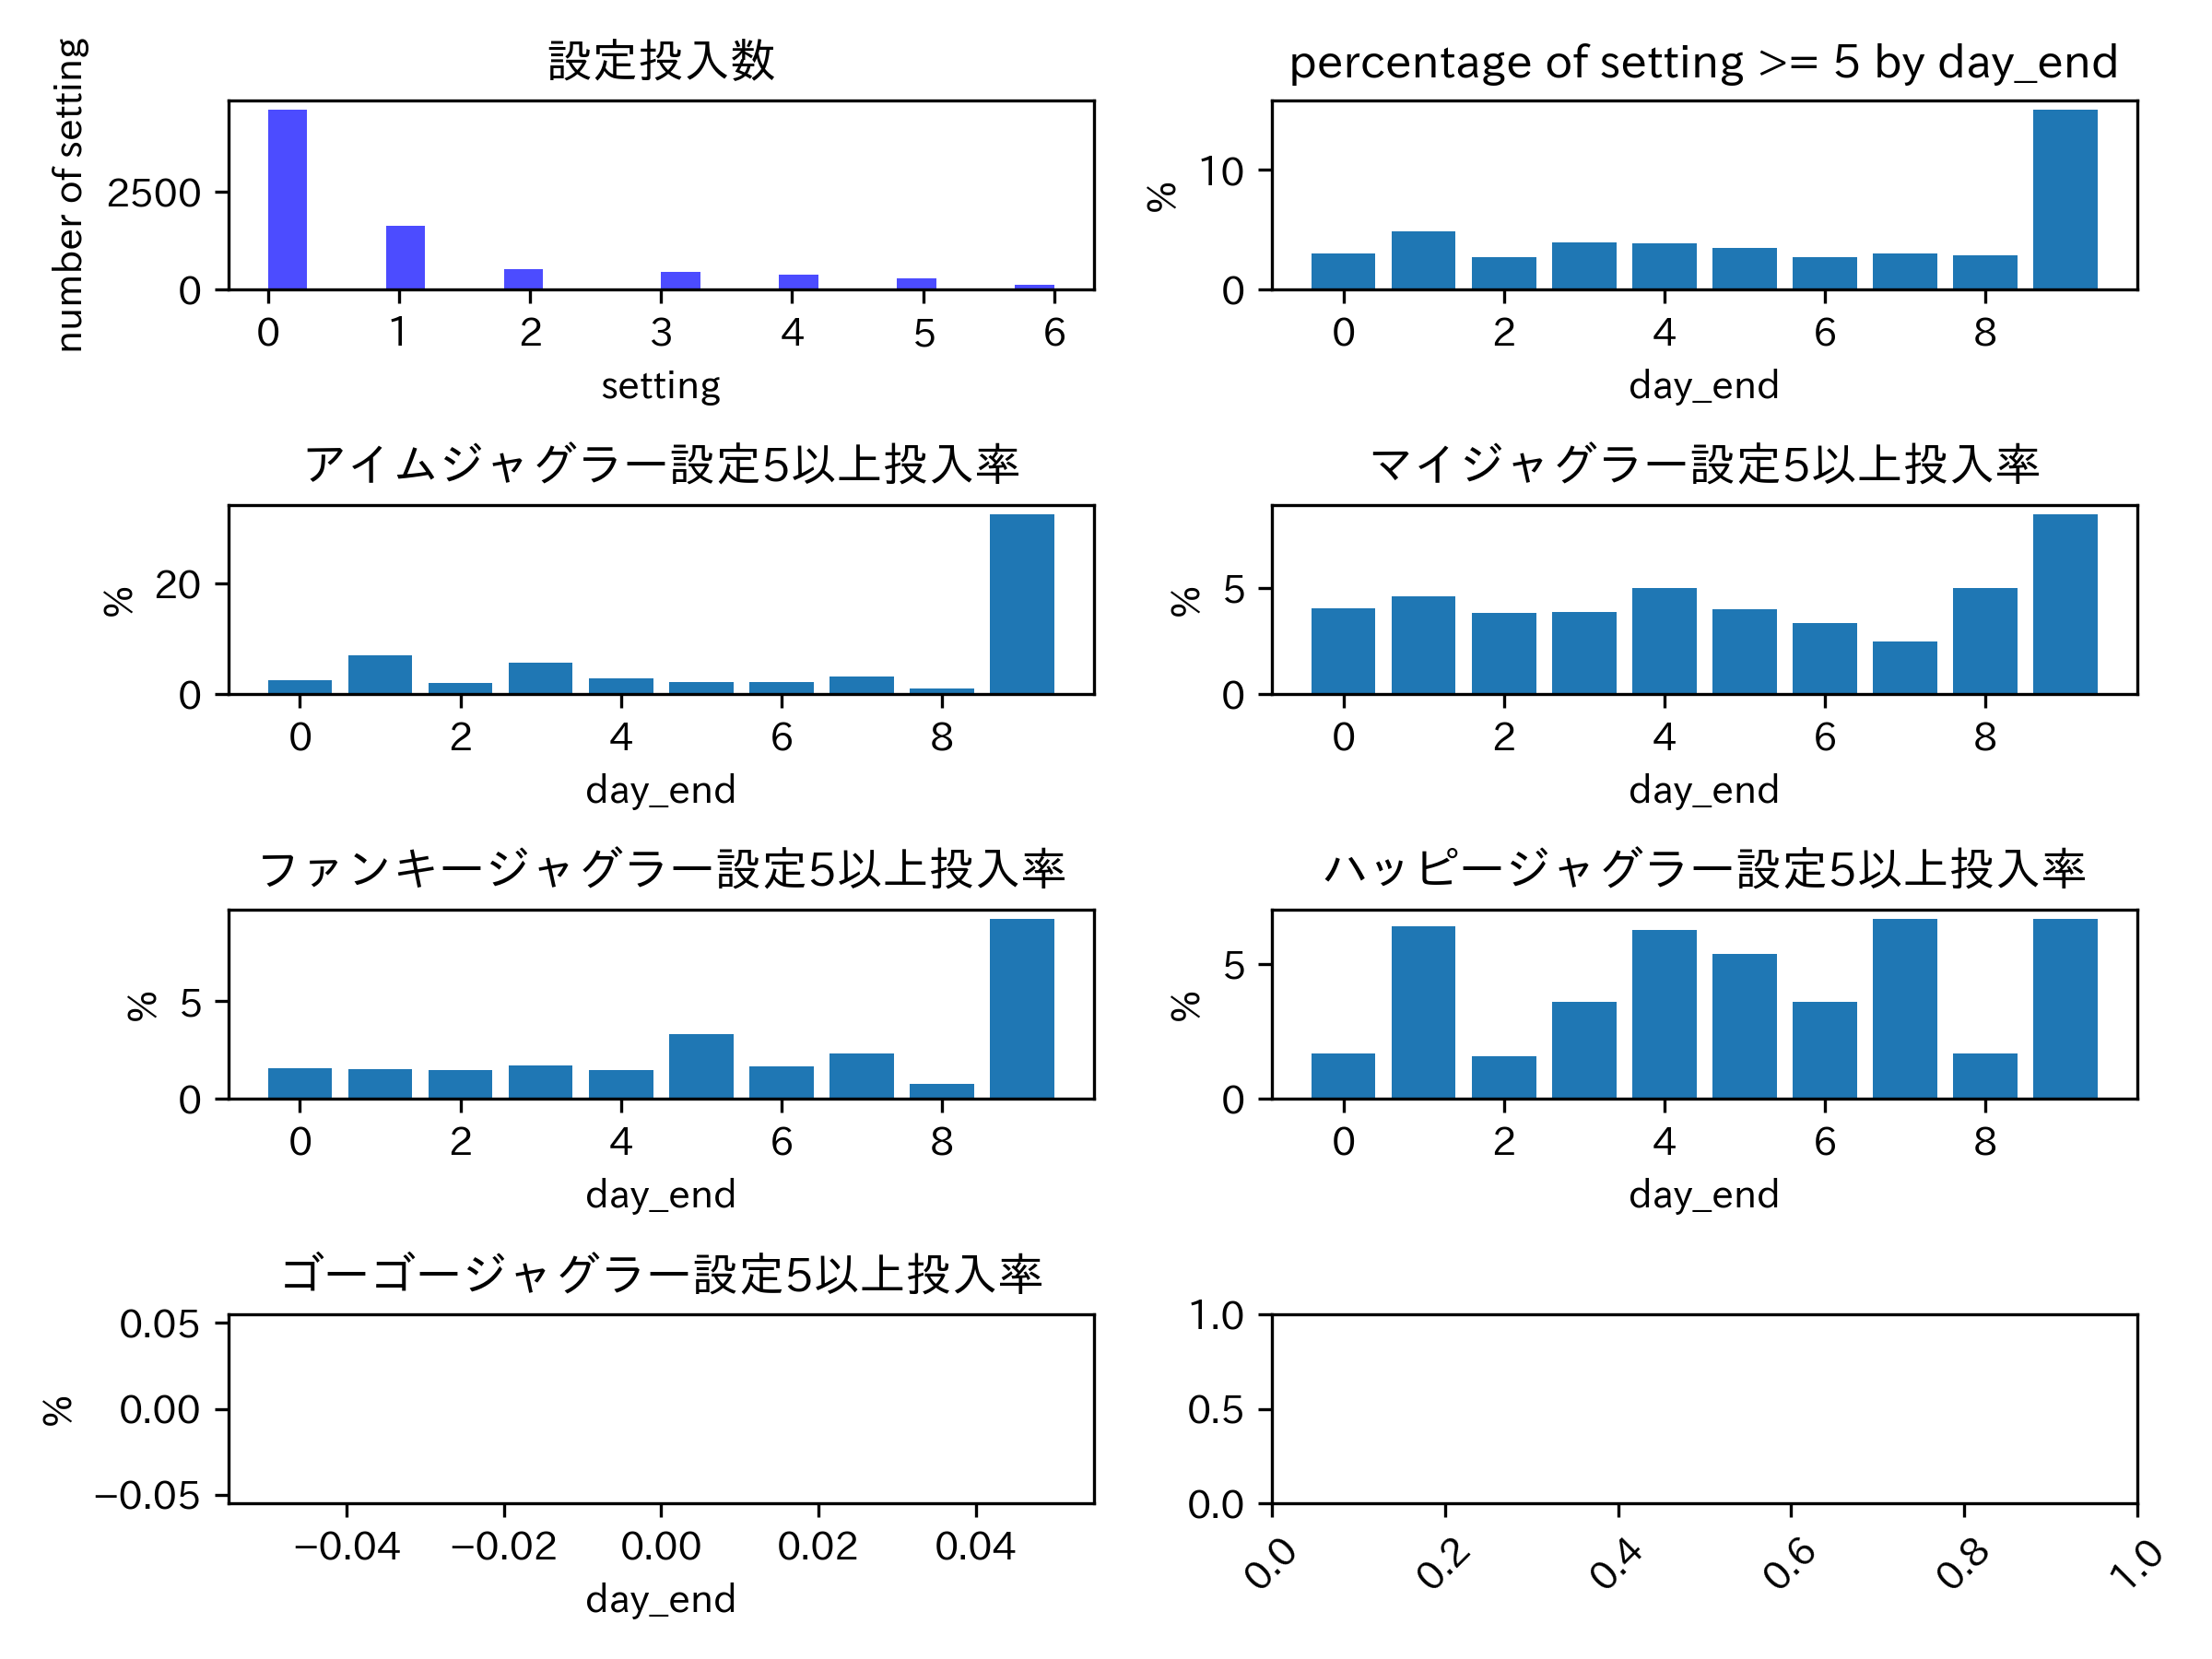 設定投入数
number of setting
2500
0
0 1 2 3 4 5 6
setting
percentage of setting >= 5 by day_end
%
10
0
0 2 4 6 8
day_end
アイムジャグラー設定5以上投入率
%
20
0
0 2 4 6 8
day_end
マイジャグラー設定5以上投入率
%
5
0
0 2 4 6 8
day_end
ファンキージャグラー設定5以上投入率
%
5
0
0 2 4 6 8
day_end
ハッピージャグラー設定5以上投入率
%
5
0
0 2 4 6 8
day_end
ゴーゴージャグラー設定5以上投入率
%
0.05
0.00
−0.05
−0.04 −0.02 0.00 0.02 0.04
day_end
1.0
0.5
0.0
0.0 0.2 0.4 0.6 0.8 1.0